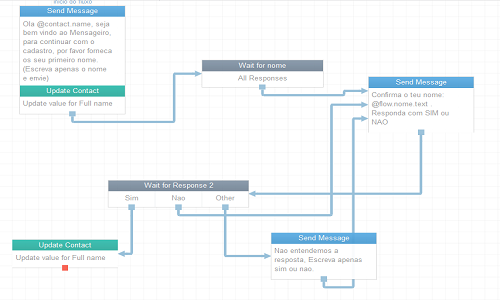 Inicio do fluxo
Send Message
Ola @contact.name, seja
bem vindo ao Mensageiro,
para continuar com o
cadastro, por favor forneca
os seu primeiro nome.
(Escreva apenas o nome
e envie)
Update Contact
Update value for Full name
Wait for nome
All Responses
Send Message
Confirma o teu nome:
@flow.nome.text .
Responda com SIM ou
NAO
Wait for Response 2
Sim
Nao
Other
Update Contact
Update value for Full name
Send Message
Nao entendemos a
resposta, Escreva apenas
sim ou nao.